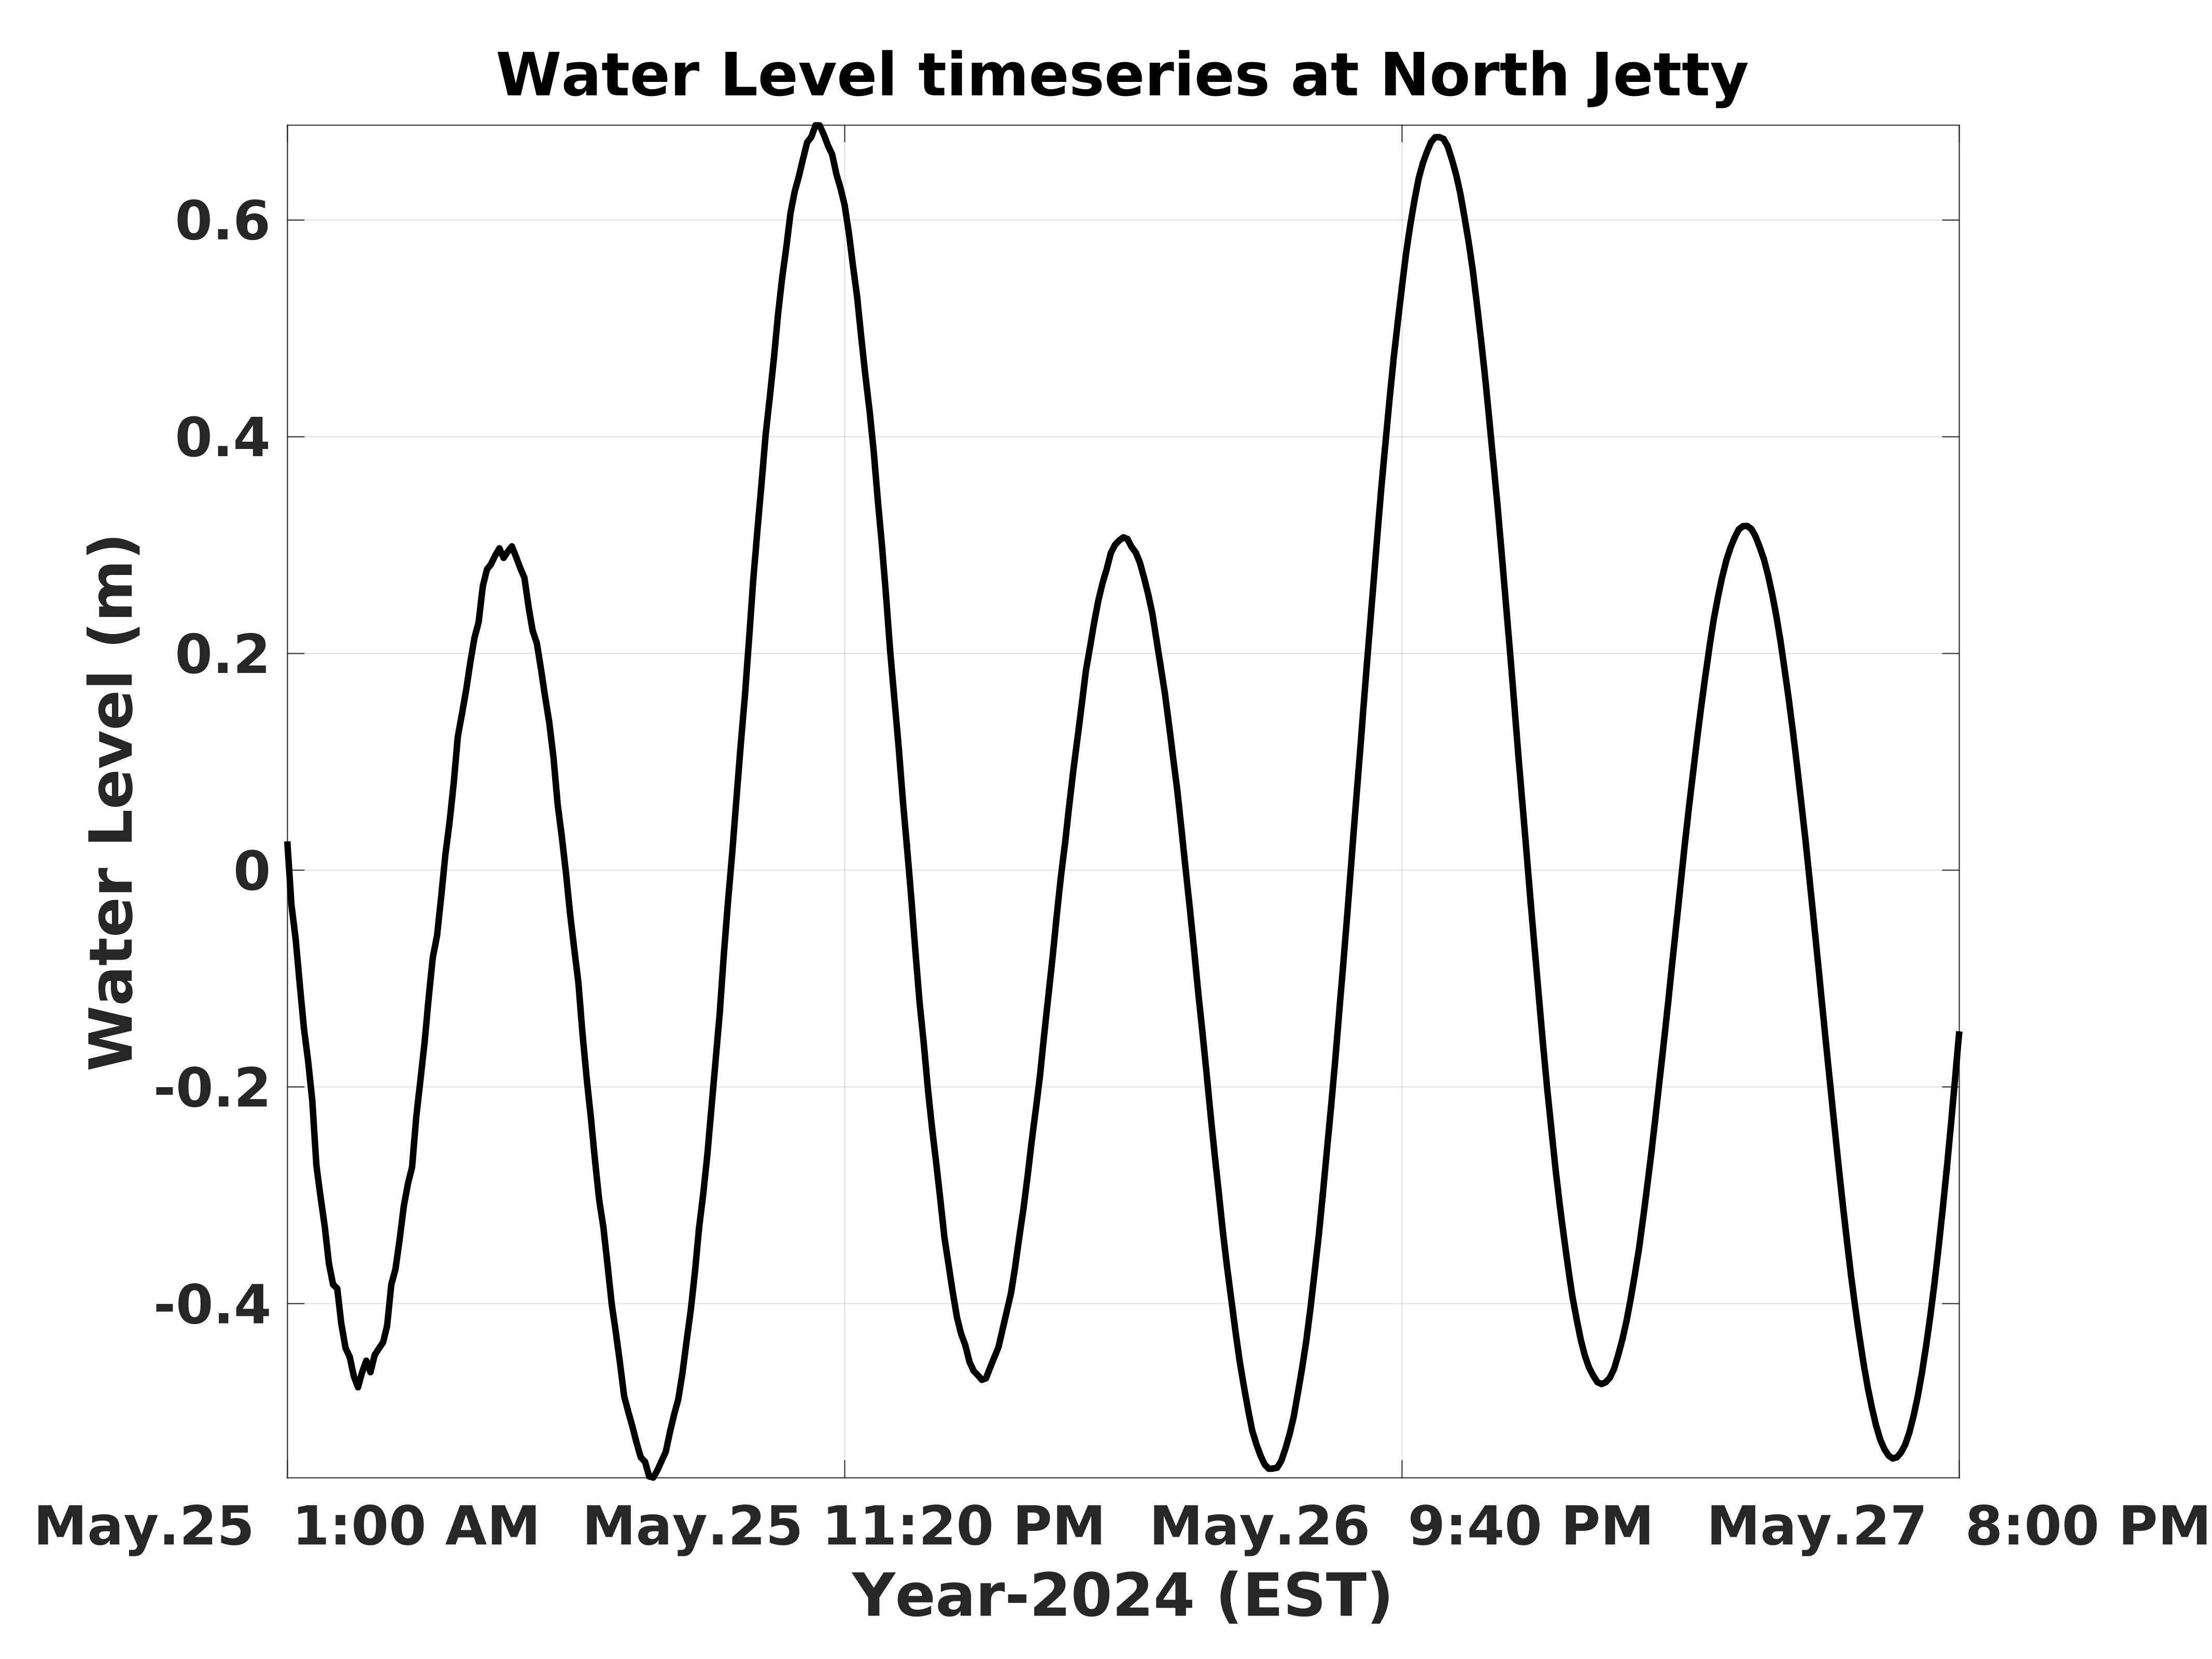 Water Level timeseries at North Jetty
Water Level (m)
0.6
0.4
0.2
0
-0.2
-0.4
May.25 1:00 AM May.25 11:20 PM May.26 9:40 PM May.27 8:00 PM
Year-2024 (EST)